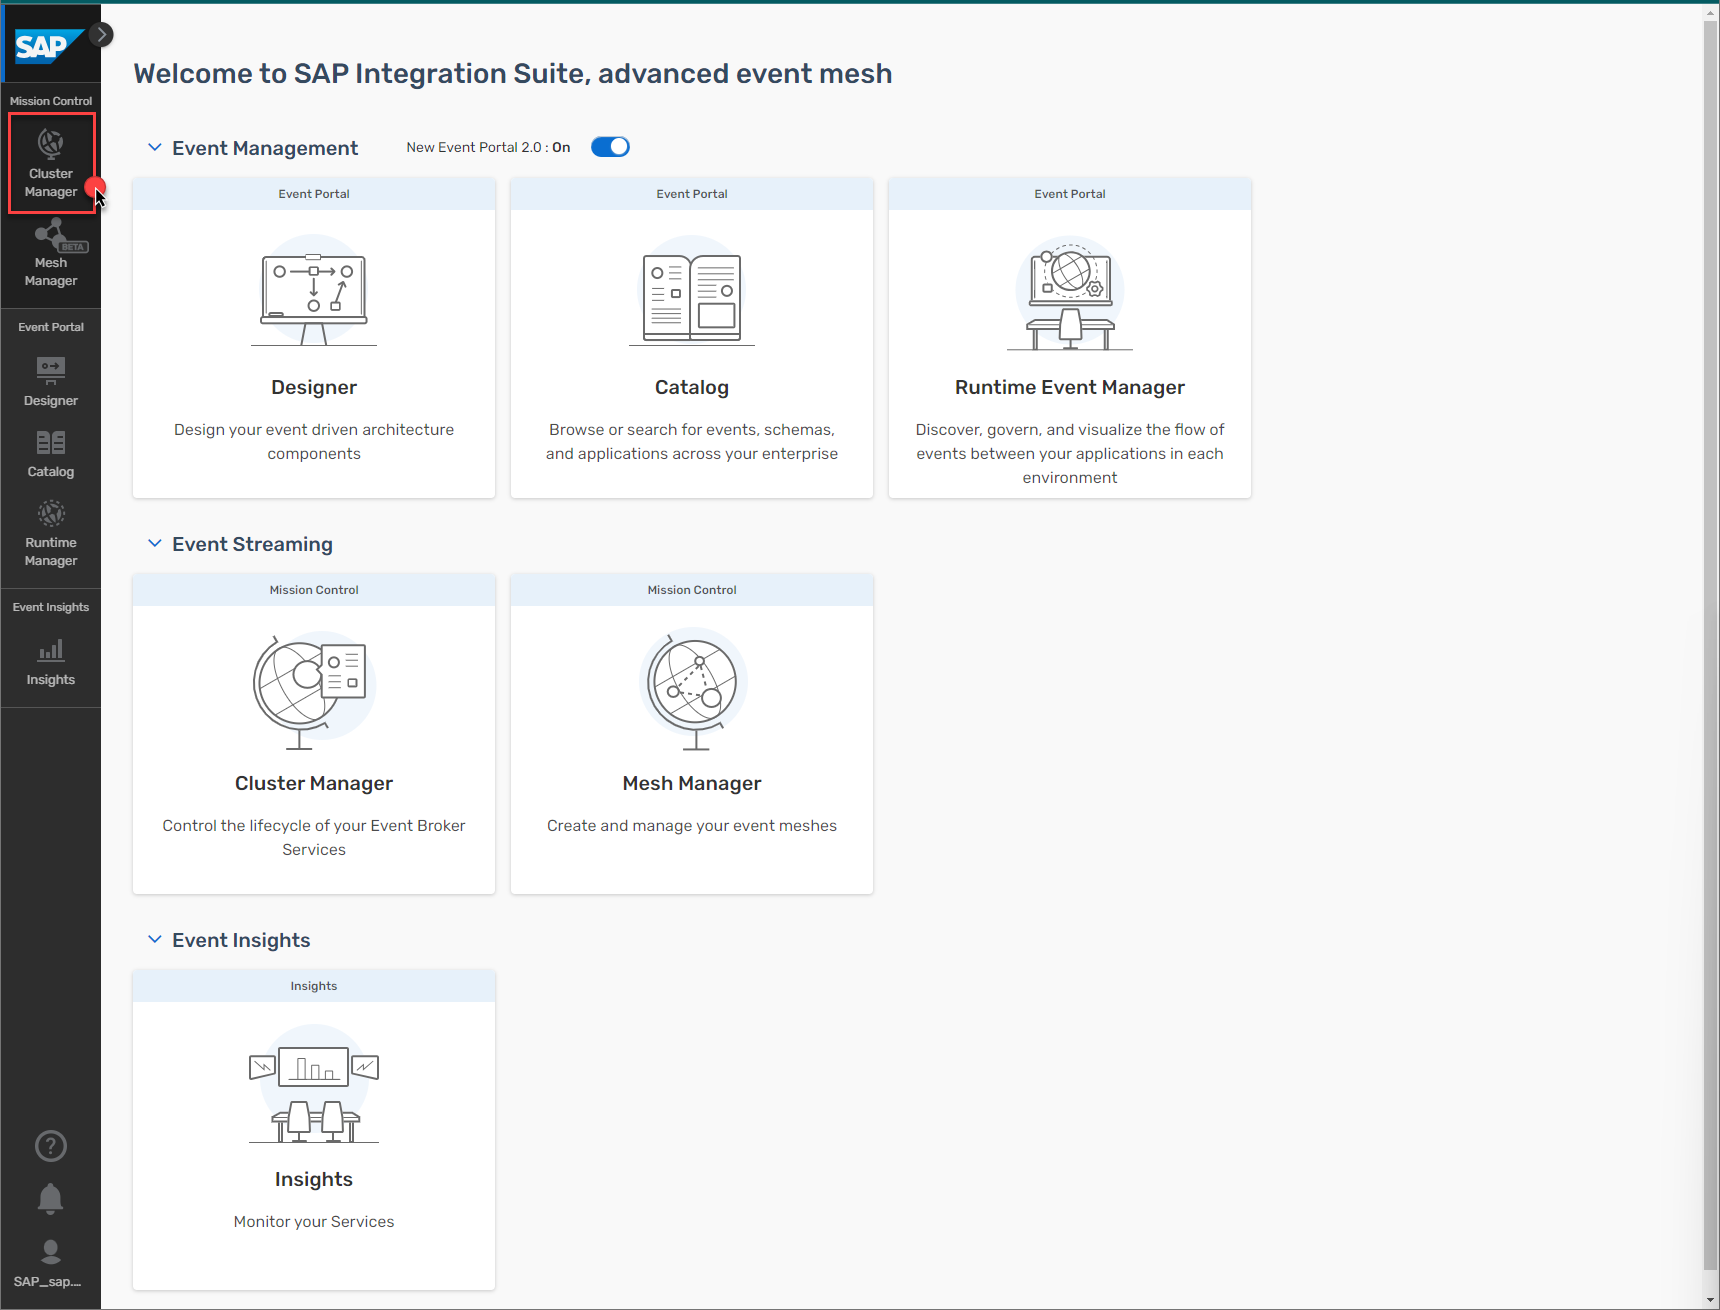 SAP
Mission Control
Cluster
Manager
BETA
Mesh
Manager
Event Portal
Designer
Catalog
Runtime
Manager
Event Insights
Insights
SAP_sap....
Welcome to SAP Integration Suite, advanced event mesh
Event Management
New Event Portal 2.0 : On
Event Portal
Designer
Design your event driven architecture
components
Event Portal
Catalog
Browse or search for events, schemas,
and applications across your enterprise
Event Portal
Runtime Event Manager
Discover, govern, and visualize the flow of
events between your applications in each
environment
Event Streaming
Mission Control
Cluster Manager
Control the lifecycle of your Event Broker
Services
Mission Control
Mesh Manager
Create and manage your event meshes
Event Insights
Insights
Insights
Monitor your Services